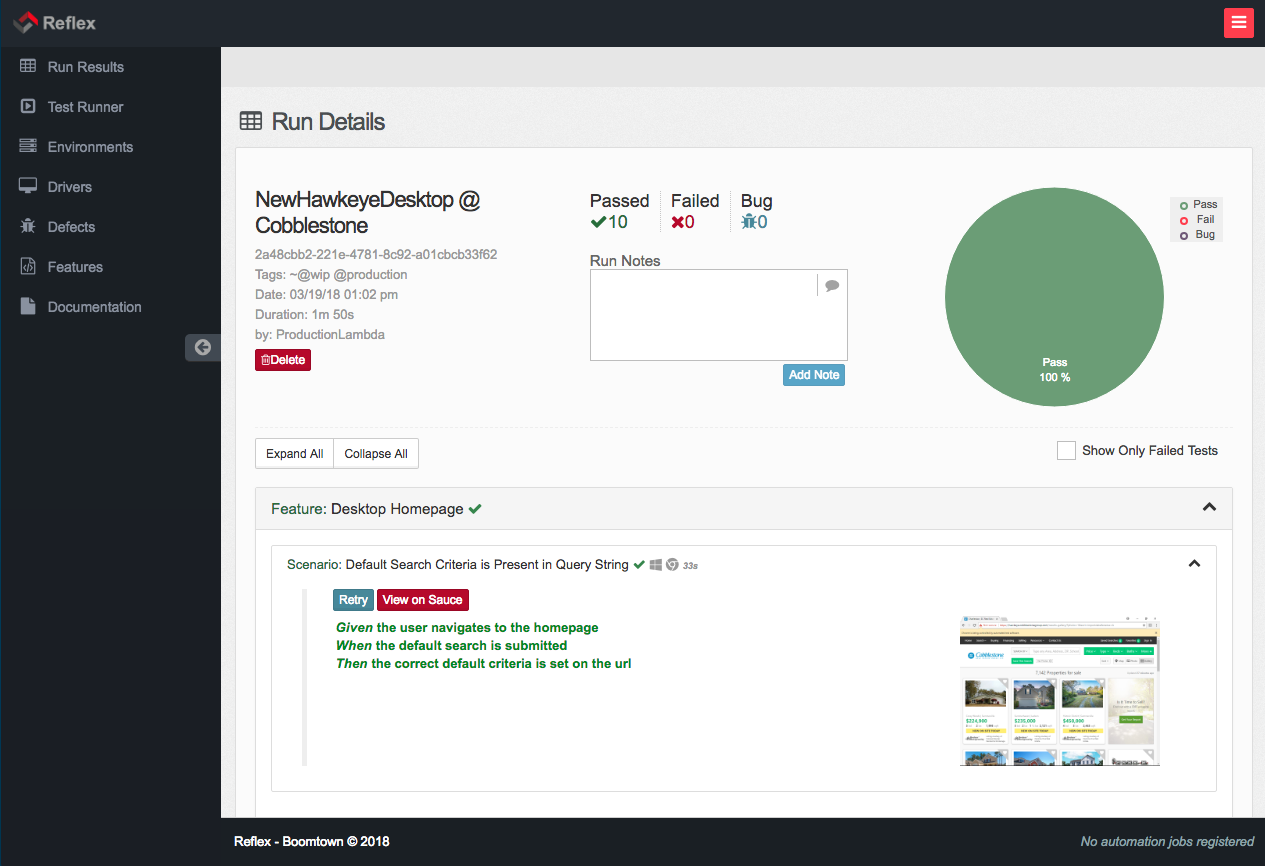 Reflex
Run Results
Test Runner
Environments
Drivers
Defects
Features
Documentation
Run Details
NewHawkeyeDesktop @
Cobblestone
2a48cbb2-221e-4781-8c92-a01cbcb33f62
Tags: ~@wip @production
Date: 03/19/18 01:02 pm
Duration: 1m 50s
by: ProductionLambda
Delete
Passed Failed Bug
10 0 0
Run Notes
Add Note
Pass
100 %
Pass
Fail
Bug
Expand All Collapse All
Show Only Failed Tests
Feature: Desktop Homepage
Scenario: Default Search Criteria is Present in Query String 33s
Retry View on Sauce
Given the user navigates to the homepage
When the default search is submitted
Then the correct default criteria is set on the url
Cobblestone
7,142 Properties for sale
$224,900 $235,000 $450,000
Reflex - Boomtown © 2018
No automation jobs registered